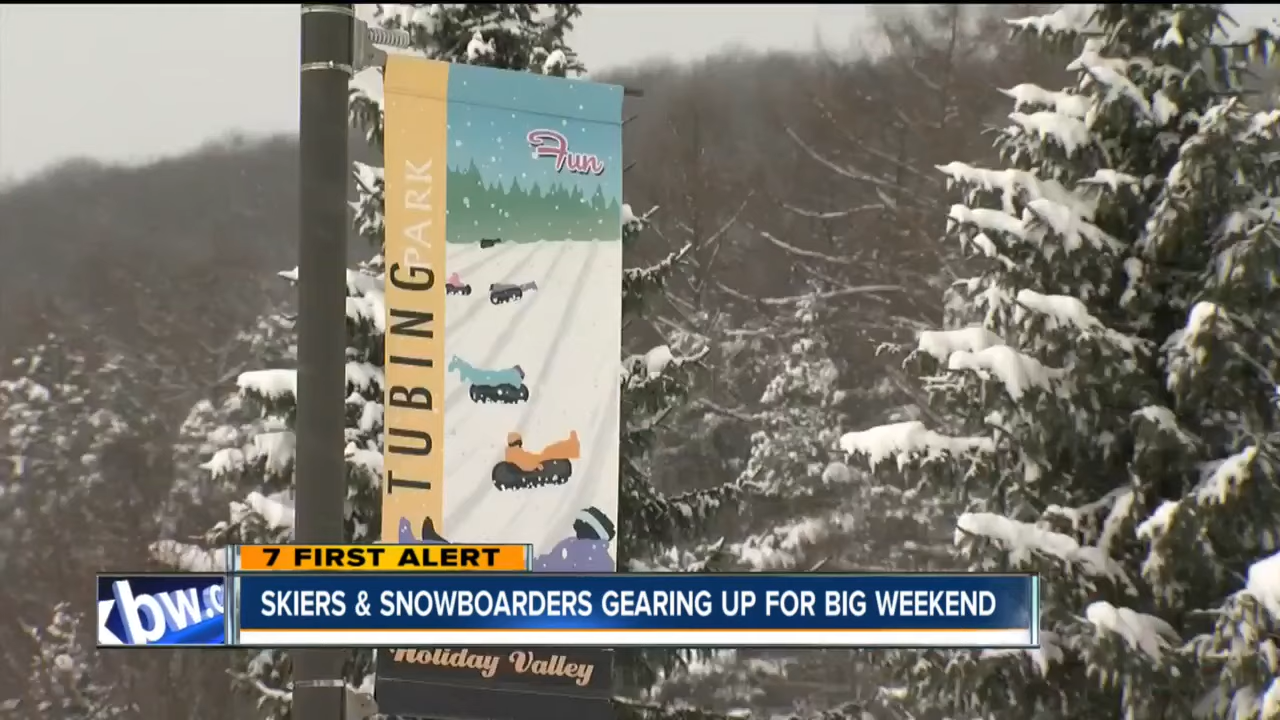 Fun
TUBING PARK
7 FIRST ALERT
kbw.c
SKIERS & SNOWBOARDERS GEARING UP FOR BIG WEEKEND
Holiday Valley